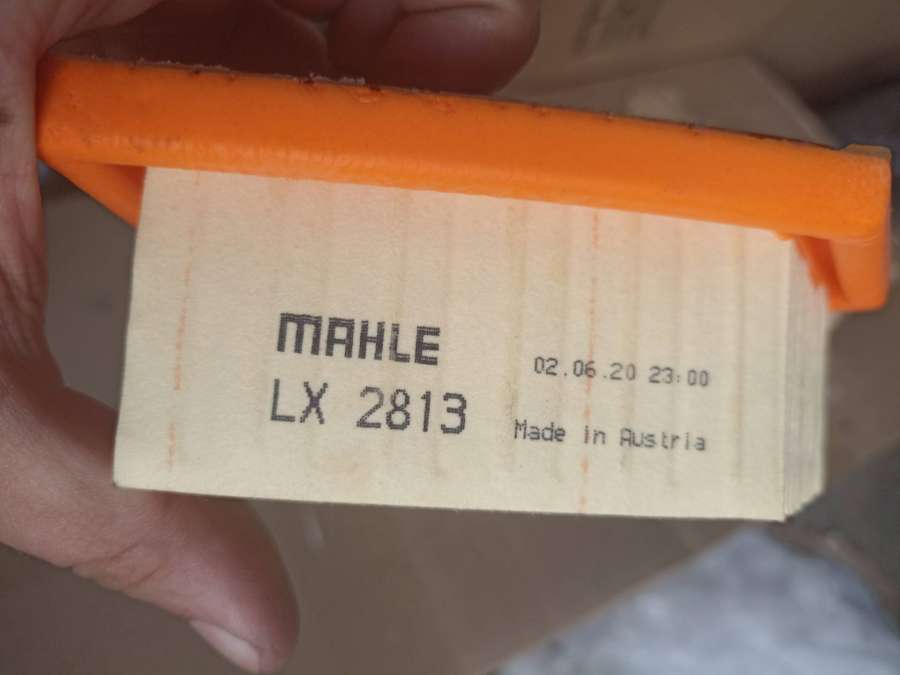 MAHLE
LX 2813
02.06.20 23:00
Made in Austria